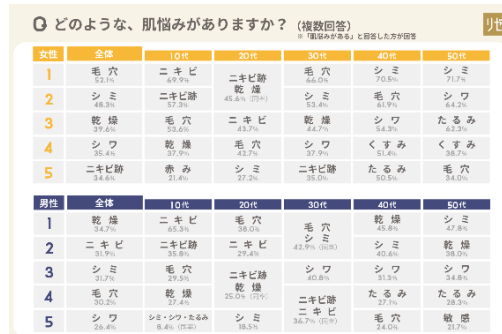 Q どのような、肌悩みがありますか?(複数回答)
※「肌悩みがある」と回答した方が回答
リセ
女性 全体 10代 20代 30代 40代 50代
1 毛穴 52.1% ニキビ 69.9% ニキビ跡 乾燥 45.6%(同率) 毛穴 66.0% シミ 70.5% シミ 71.7%
2 シミ 48.3% ニキビ跡 57.3% シミ 53.4% 毛穴 61.9% シワ 64.2%
3 乾燥 39.6% 毛穴 53.6% ニキビ 43.7% 乾燥 44.7% シワ 54.3% たるみ 62.3%
4 シワ 35.4% 乾燥 37.9% 毛穴 42.7% シワ 37.9% くすみ 51.4% くすみ 38.7%
5 ニキビ跡 34.6% 赤み 21.4% シミ 27.2% ニキビ跡 35.0% たるみ 50.5% 毛穴 34.0%
男性 全体 10代 20代 30代 40代 50代
1 乾燥 34.7% ニキビ 65.3% 毛穴 38.0% 毛穴 シミ 42.9%(同率) 乾燥 45.8% シミ 47.8%
2 ニキビ 31.9% ニキビ跡 35.8% ニキビ 29.4% シミ 40.6% 乾燥 38.0%
3 シミ 31.7% 毛穴 29.5% ニキビ跡 乾燥 25.0%(同率) シワ 40.8% シワ 31.3% シワ 34.8%
4 毛穴 30.2% 乾燥 27.4% ニキビ跡 ニキビ 36.7%(同率) たるみ 27.1% たるみ 28.3%
5 シワ 26.4% シミ・シワ・たるみ 8.4%(同率) シミ 18.5% 毛穴 24.0% 敏感 21.7%